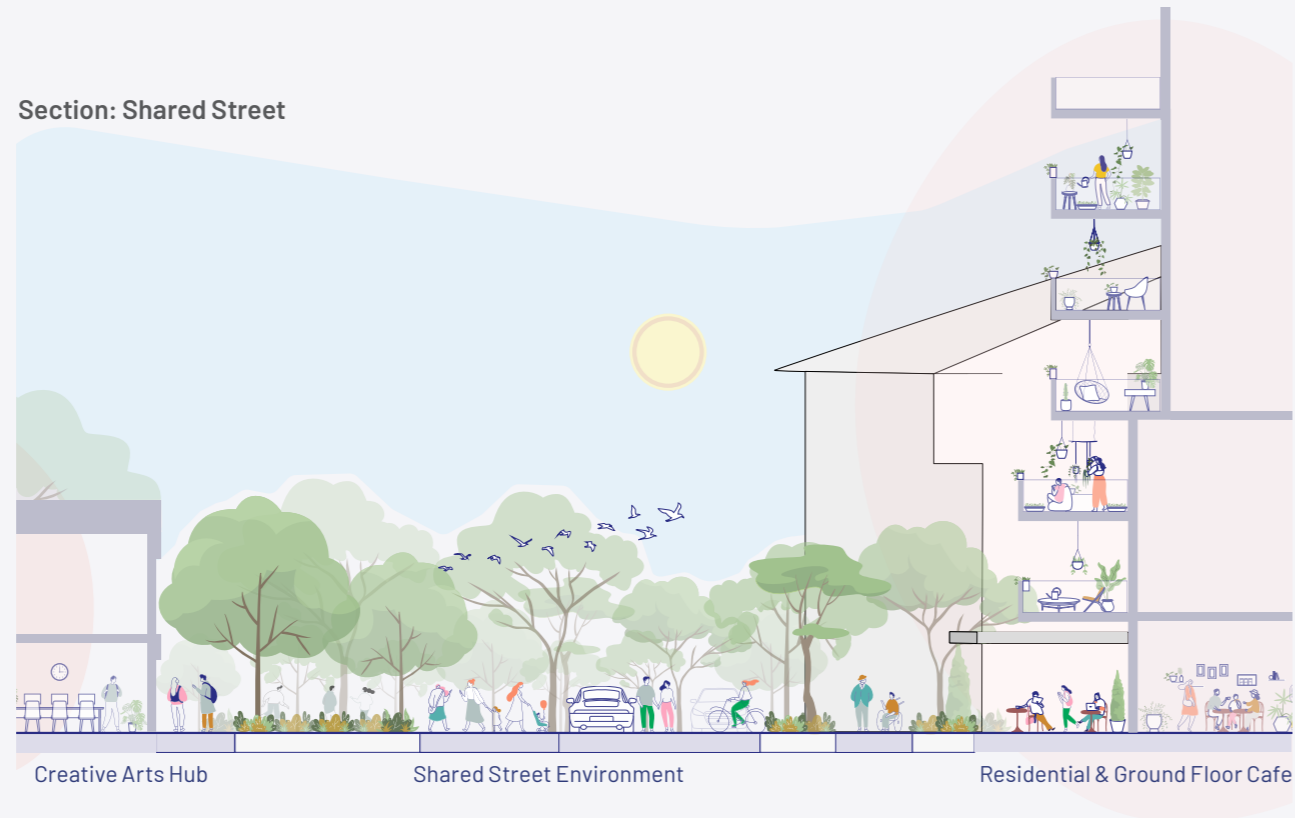 Section: Shared Street
Creative Arts Hub
Shared Street Environment
Residential & Ground Floor Cafe